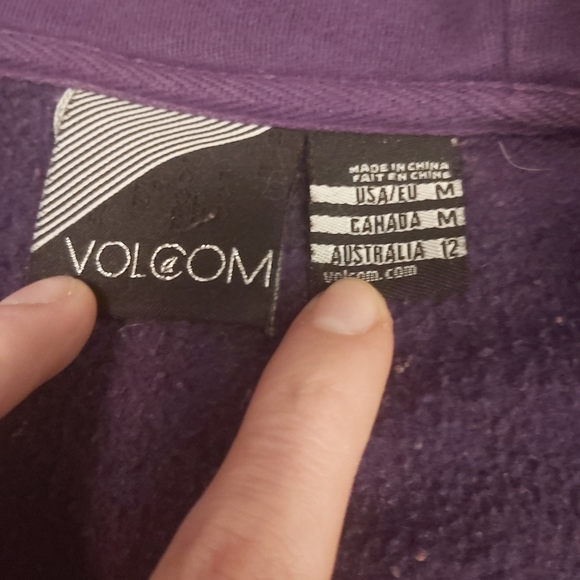 VOLCOM
MADE IN CHINA
FAIT EN CHINE
USA/EU M
CANADA M
AUSTRALIA 12
volcom.com